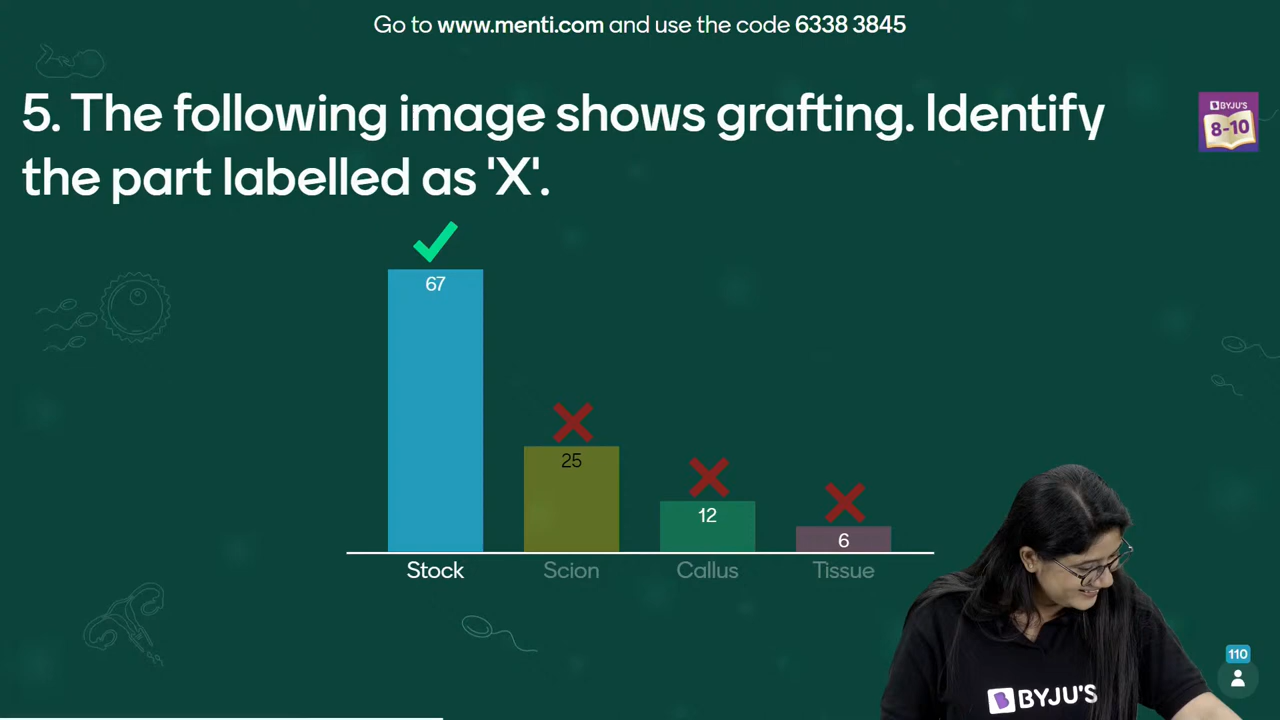 Go to www.menti.com and use the code 6338 3845
5. The following image shows grafting. Identify
the part labelled as 'X'.
BYJU'S
8-10
67
25
12
6
Stock
Scion
Callus
Tissue
110
BYJU'S